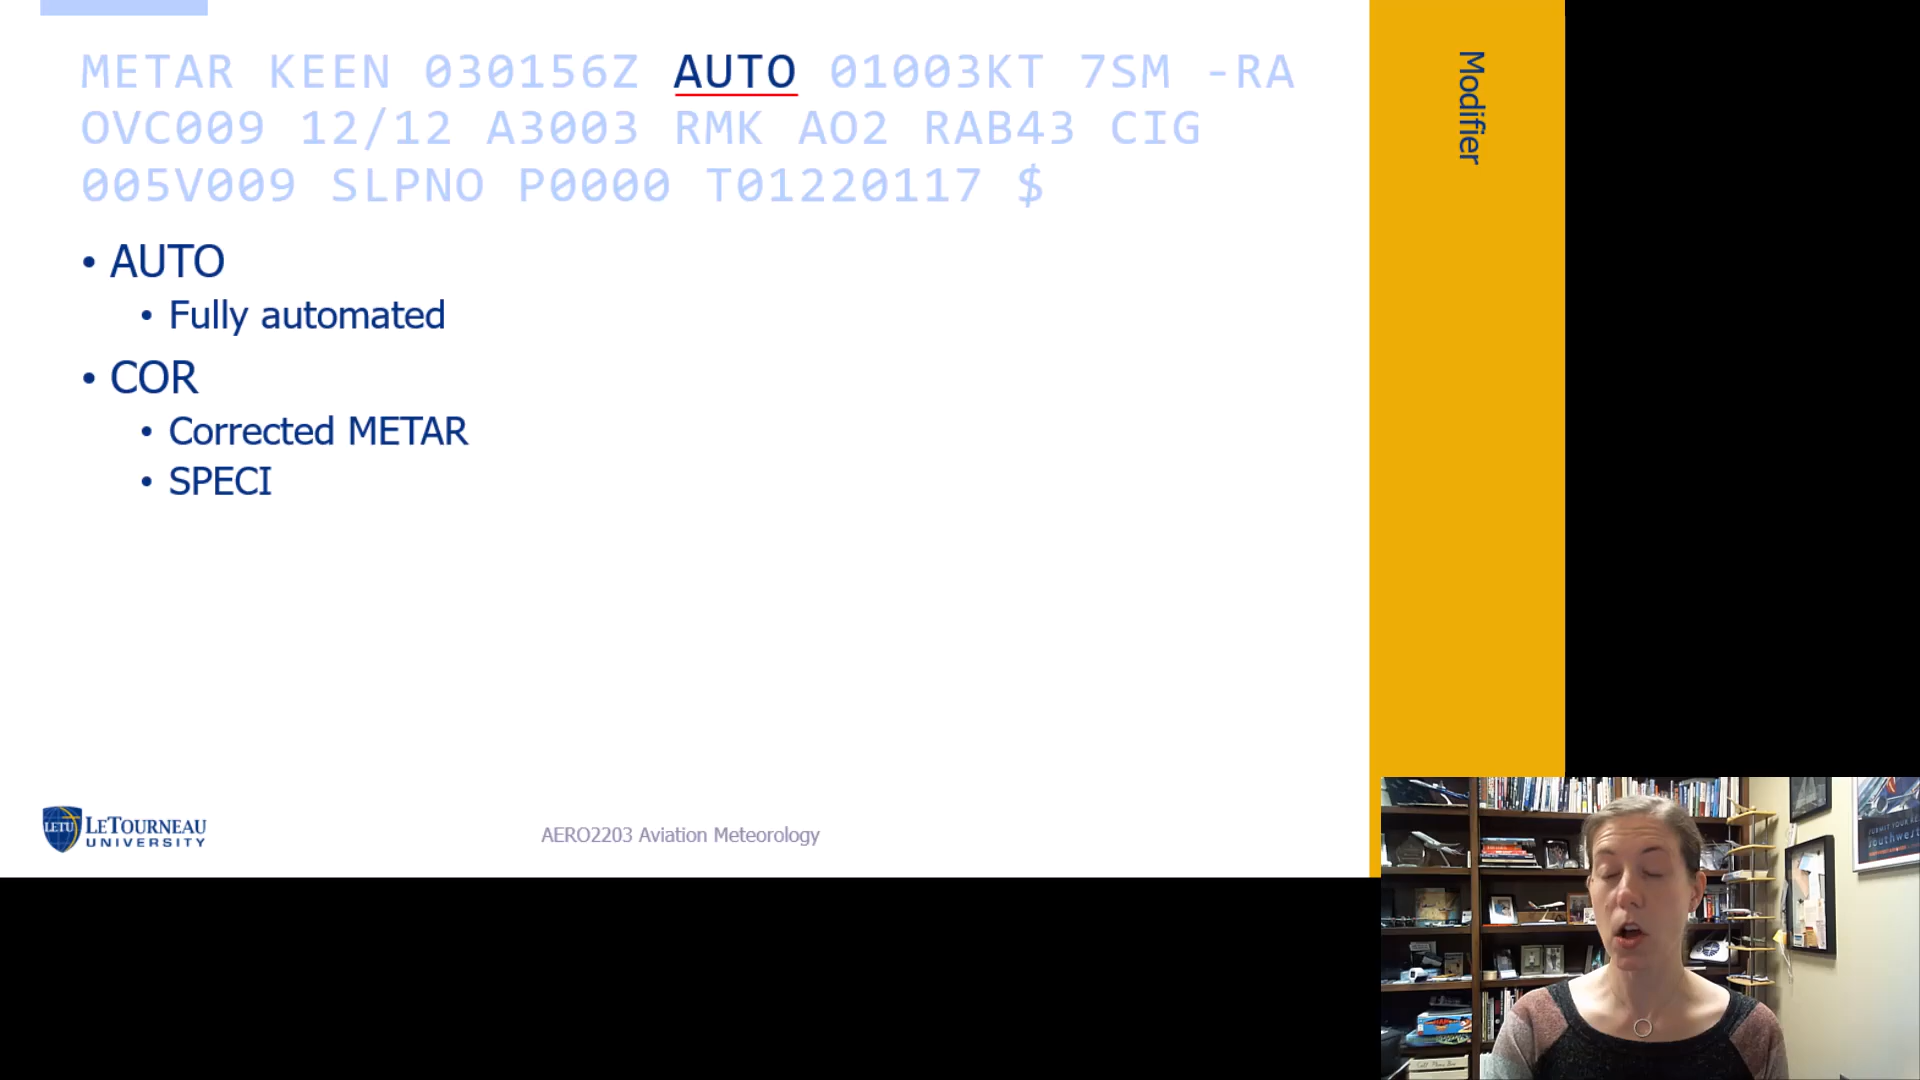 METAR KEEN 030156Z AUTO 01003KT 7SM -RA
OVC009 12/12 A3003 RMK AO2 RAB43 CIG
005V009 SLPNO P0000 T01220117 $
Modifier
• AUTO
• Fully automated
• COR
• Corrected METAR
• SPECI
LETU
LETOURNEAU
UNIVERSITY
AERO2203 Aviation Meteorology
southwest